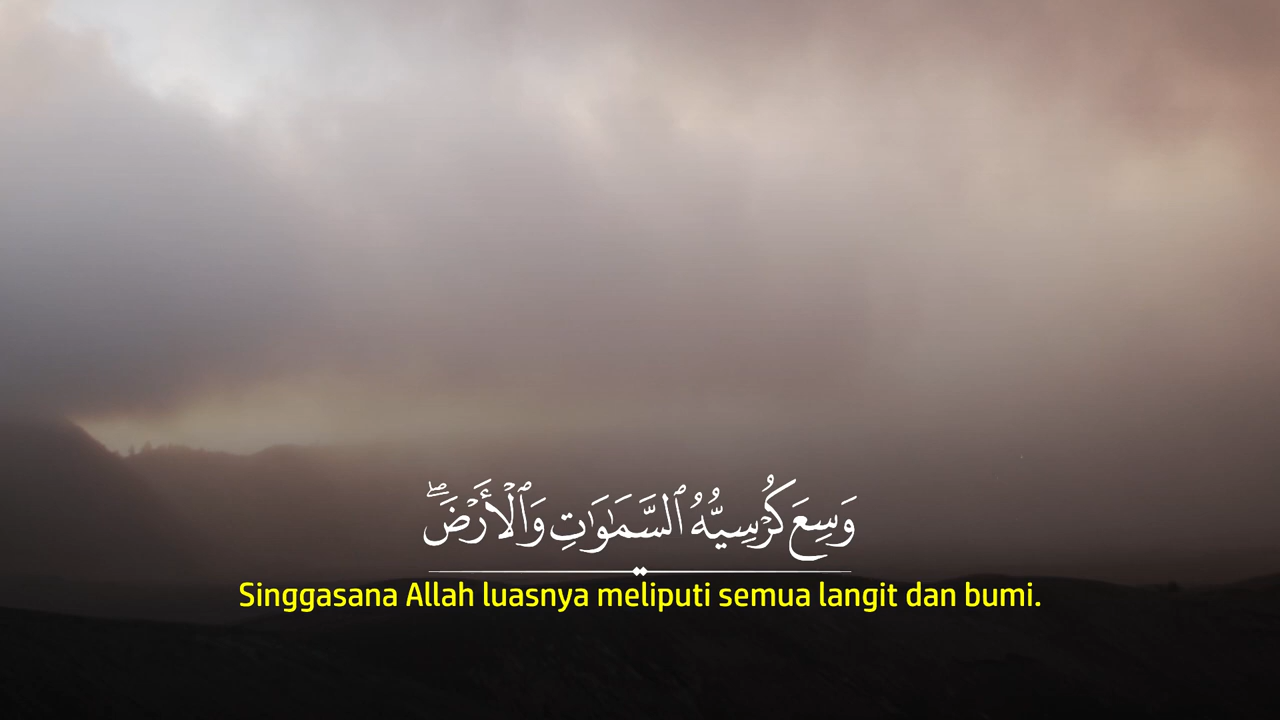 وَسِعَ كُرْسِيُّهُ ٱلسَّمَـٰوَٰتِ وَٱلْأَرْضَ ۖ
Singgasana Allah luasnya meliputi semua langit dan bumi.